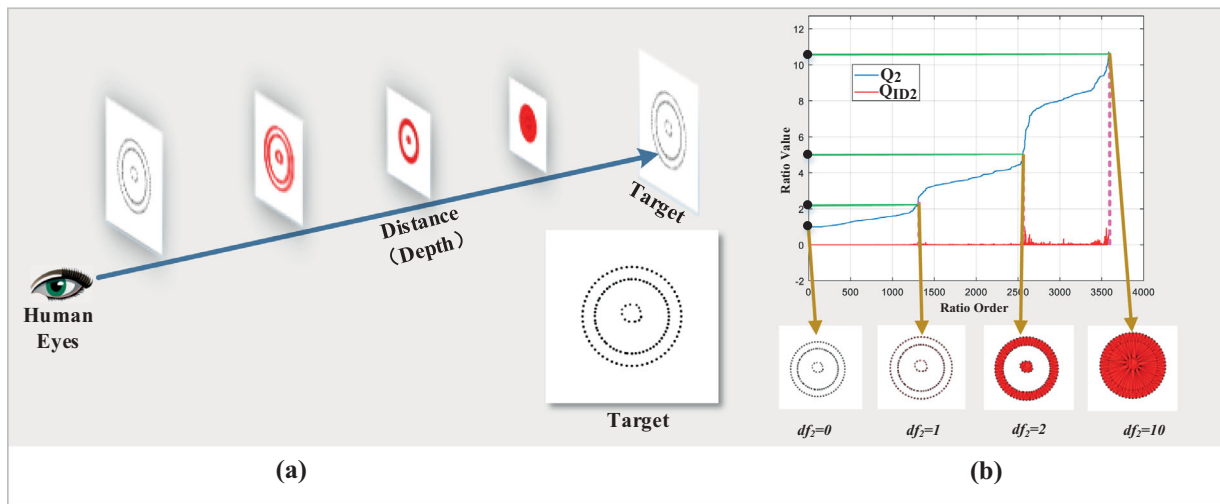 Human
Eyes
Distance
（Depth）
Target
Target
(a)
12
10
8
6
4
2
0
-2
Ratio Value
Q2
QID2
0
500
1000
1500
2000
2500
3000
3500
4000
Ratio Order
df2=0
df2=1
df2=2
df2=10
(b)